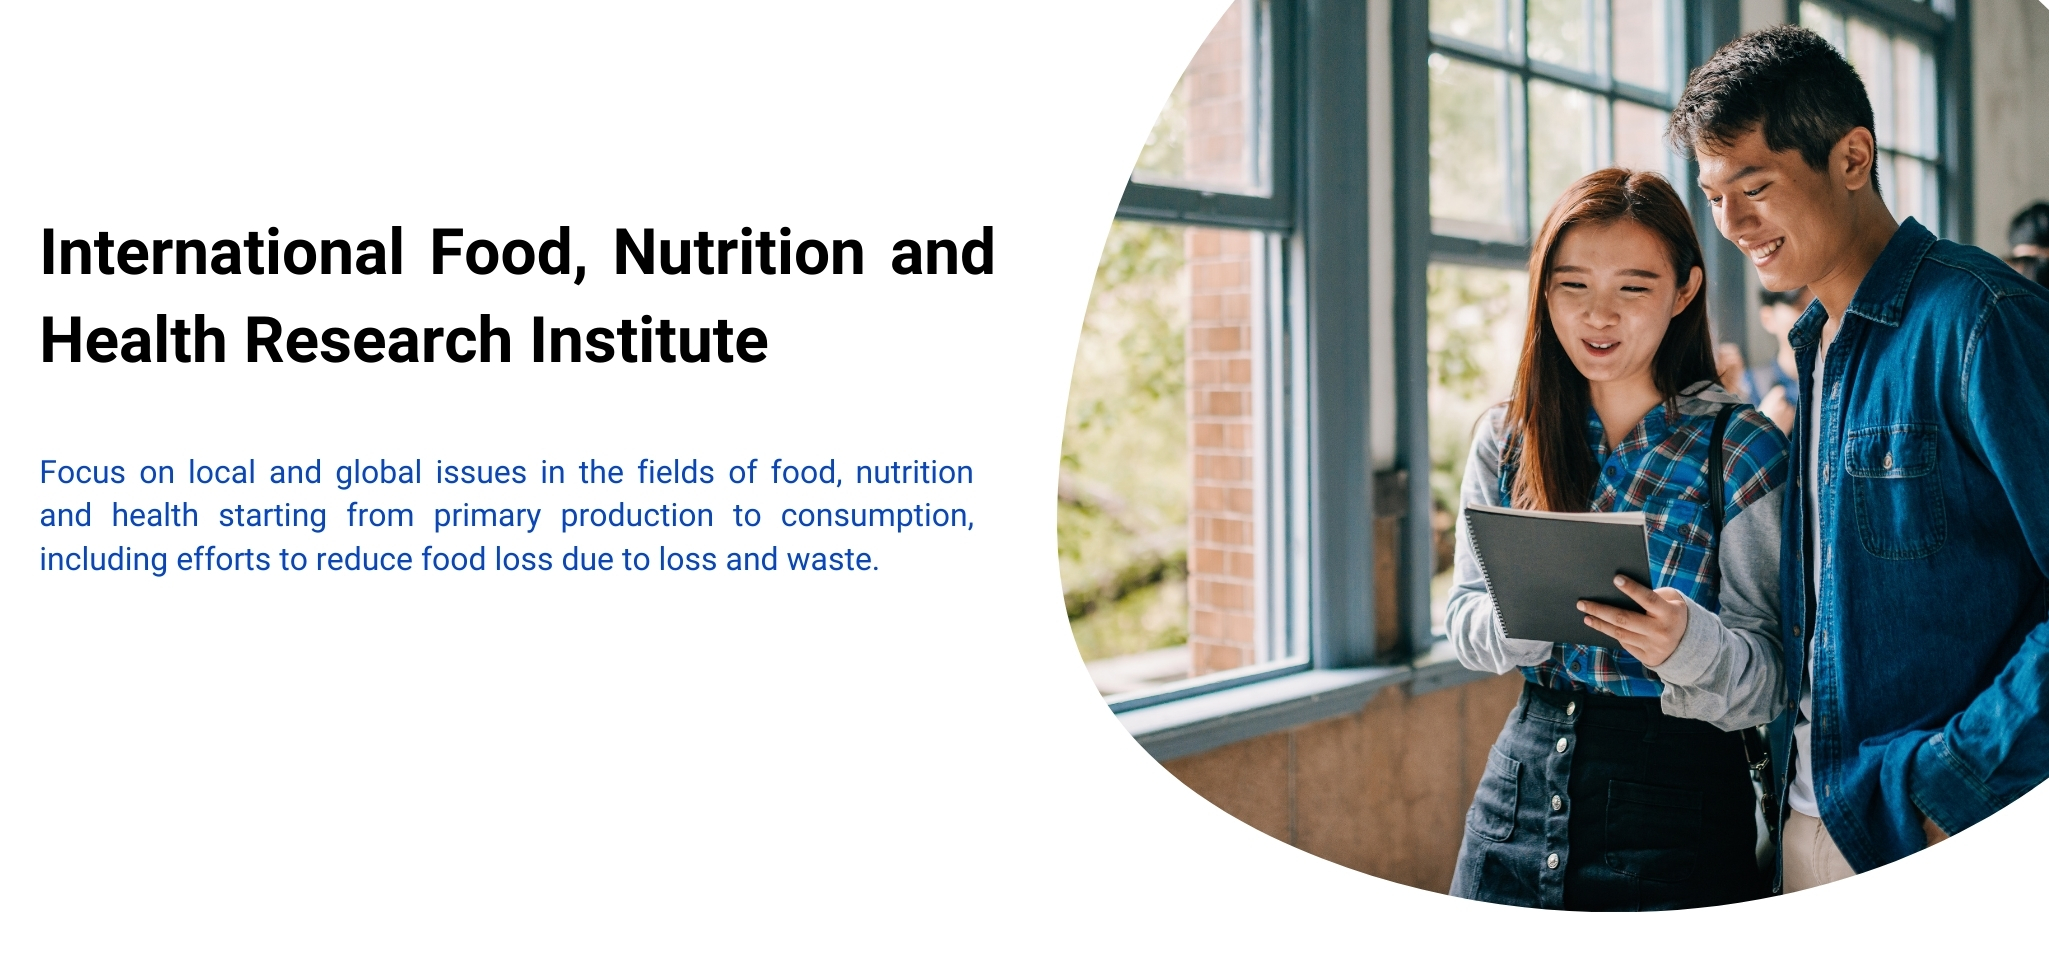 International Food, Nutrition and
Health Research Institute
Focus on local and global issues in the fields of food, nutrition
and health starting from primary production to consumption,
including efforts to reduce food loss due to loss and waste.